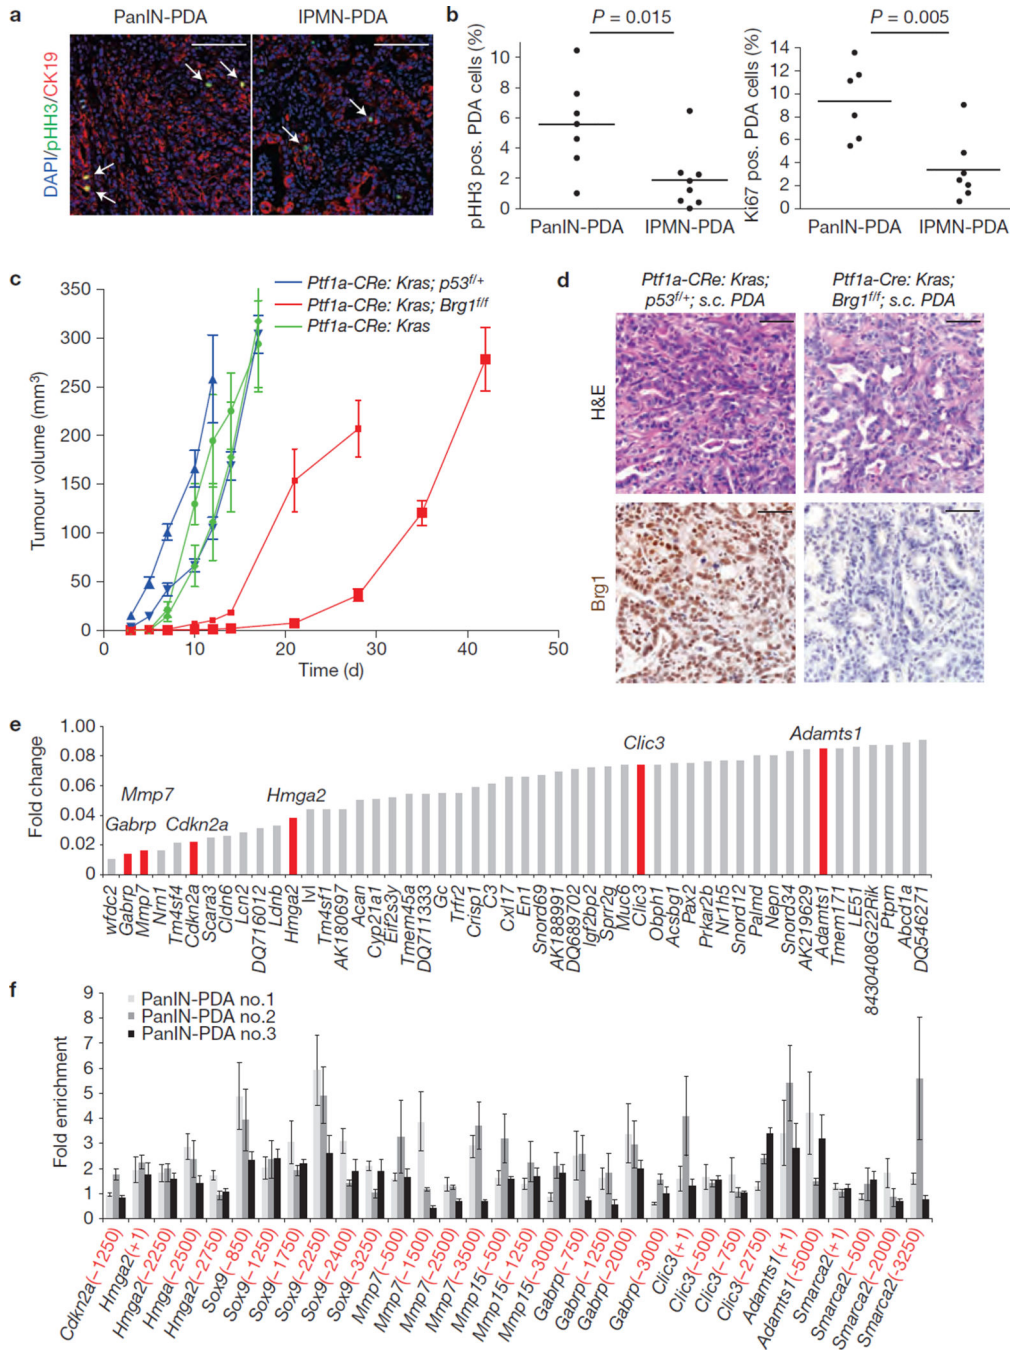 a
PanIN-PDA
IPMN-PDA
DAPI/pHH3/CK19
b
P = 0.015
pHH3 pos. PDA cells (%)
10
8
6
4
2
0
PanIN-PDA
IPMN-PDA
P = 0.005
Ki67 pos. PDA cells (%)
14
12
10
8
6
4
2
0
PanIN-PDA
IPMN-PDA
c
Ptf1a-CRe: Kras; p53f/+
Ptf1a-CRe: Kras; Brg1f/f
Ptf1a-CRe: Kras
Tumour volume (mm³)
350
300
250
200
150
100
50
0
0
10
20
30
40
50
Time (d)
d
Ptf1a-CRe: Kras;
p53f/+; s.c. PDA
Ptf1a-Cre: Kras;
Brg1f/f; s.c. PDA
H&E
Brg1
e
Fold change
1.00
0.08
0.06
0.04
0.02
0
Mmp7
Gabrp
Cdkn2a
Hmga2
Clic3
Adamts1
wfdc2
Gabrp
Mmp7
Nrn1
Tm4sf4
Cdkn2a
Scara3
Cldn6
Lcn2
DQ716012
Ldhb
Hmga2
Ivl
Tm4sf1
AK180697
Acan
Cyp21a1
Eif2s3y
Tmem45a
DQ711333
Gc
Trfr2
Crisp1
C3
Cxl17
En1
Snord69
AK188991
DQ689702
Igf2bp2
Sprr2g
Muc6
Clic3
Obph1
Acsbg1
Pax2
Prkar2b
Nr1h5
Snord12
Palmd
Nepn
Snord34
AK219629
Adamts1
Tmem171
LE51
8430408G22Rik
Ptprn
Abcd1a
DQ546271
f
PanIN-PDA no.1
PanIN-PDA no.2
PanIN-PDA no.3
Fold enrichment
9
8
7
6
5
4
3
2
1
0
Cdkn2a(−1250)
Hmga2(+1)
Hmga2(−2250)
Hmga(−2500)
Hmga2(−2750)
Sox9(−850)
Sox9(−1250)
Sox9(−1750)
Sox9(−2250)
Sox9(−2400)
Sox9(−3250)
Mmp7(−500)
Mmp7(−1500)
Mmp7(−2500)
Mmp7(−3500)
Mmp15(−500)
Mmp15(−1250)
Mmp15(−3000)
Gabrp(−750)
Gabrp(−1250)
Gabrp(−2000)
Gabrp(−3000)
Clic3(+1)
Clic3(−500)
Clic3(−750)
Clic3(−2750)
Adamts1(+1)
Adamts1(−5000)
Smarca2(+1)
Smarca2(−500)
Smarca2(−2000)
Smarca2(−3250)